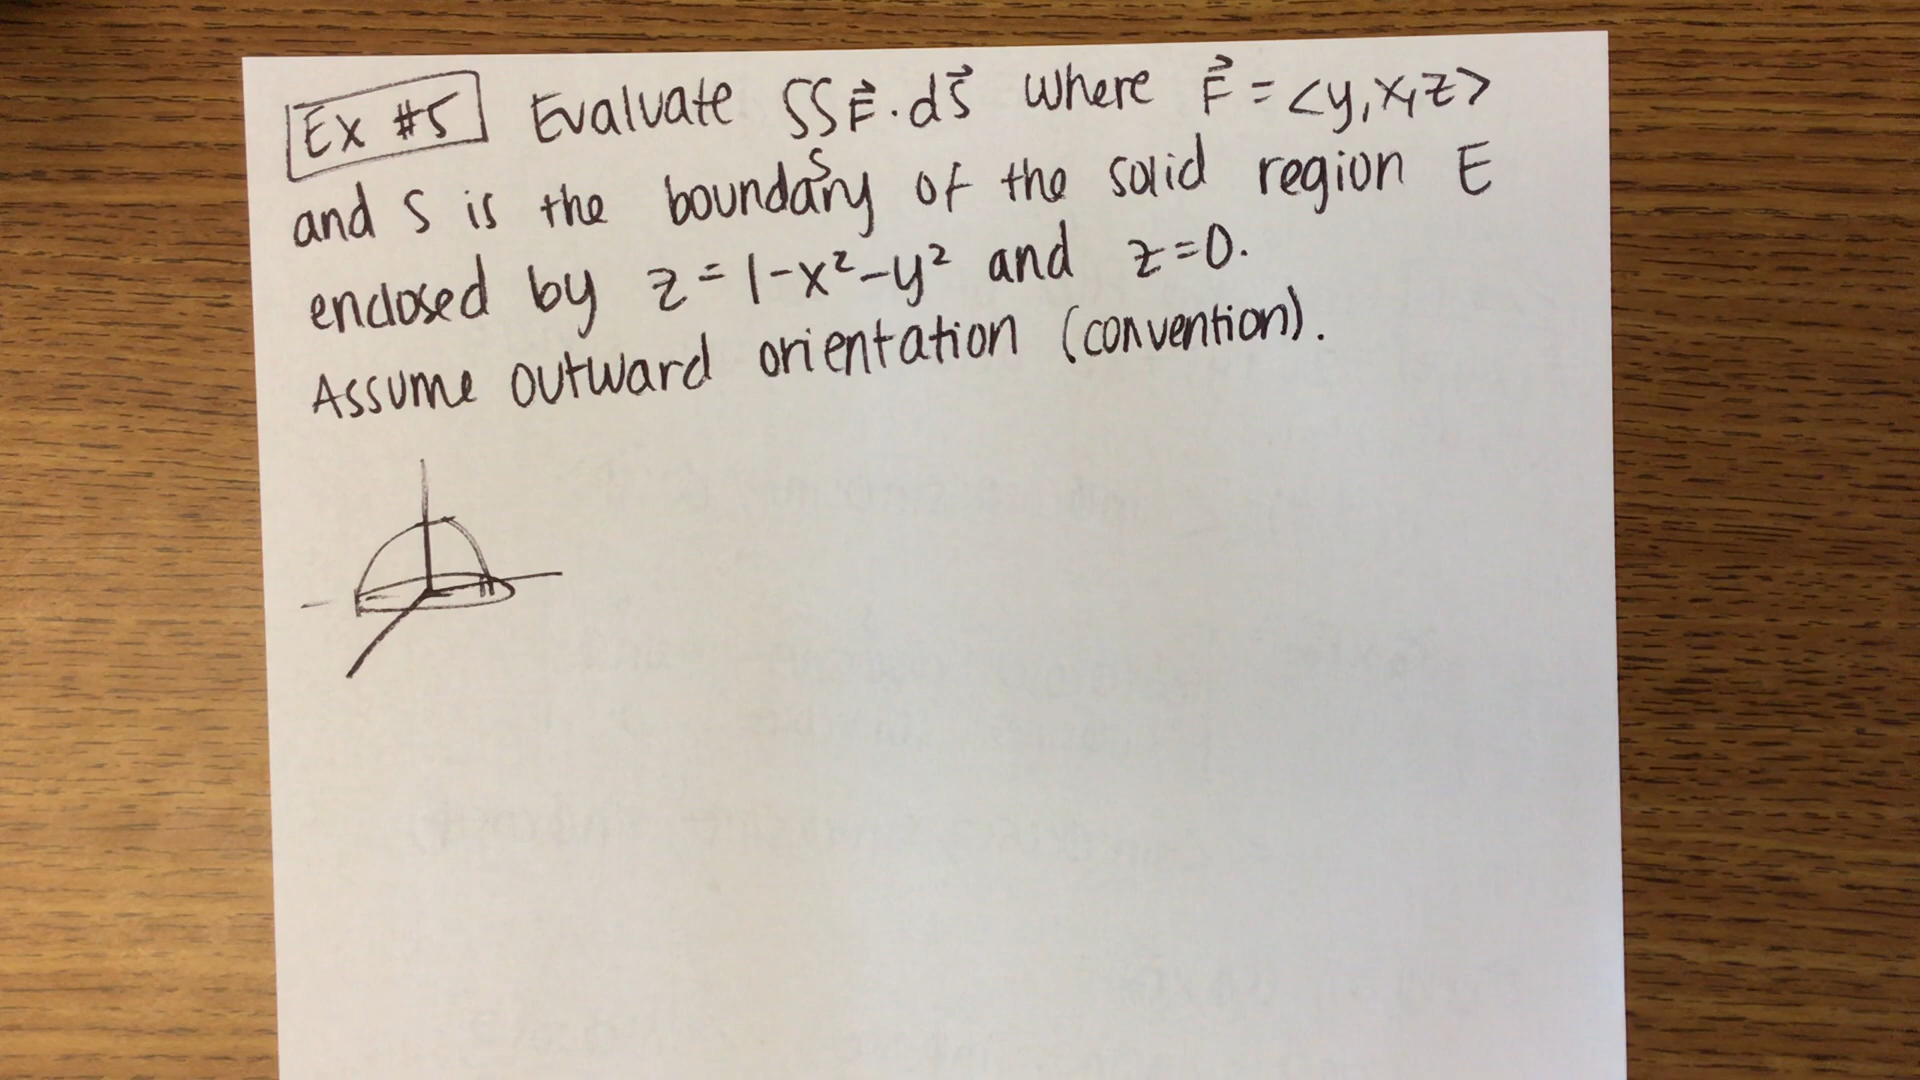 Ex #5 Evaluate ∫∫_S F⃗ · dS⃗ where F⃗ = <y, x, z>
and S is the boundary of the solid region E
enclosed by z = 1-x²-y² and z=0.
Assume outward orientation (convention).